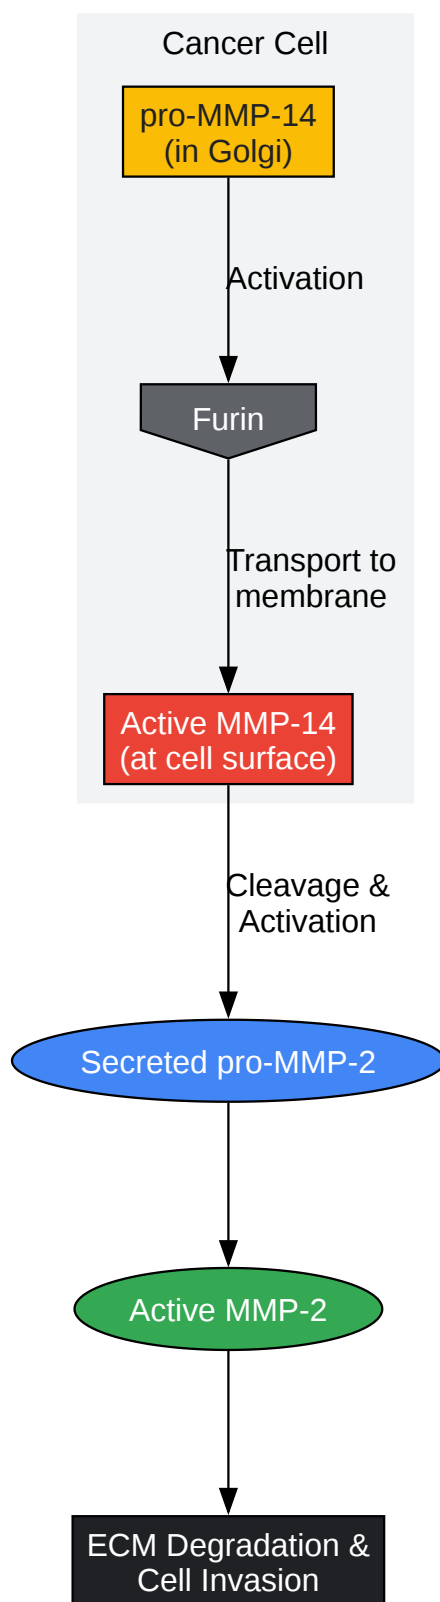 Cancer Cell
pro-MMP-14
(in Golgi)
Activation
Furin
Transport to
membrane
Active MMP-14
(at cell surface)
Cleavage &
Activation
Secreted pro-MMP-2
Active MMP-2
ECM Degradation &
Cell Invasion